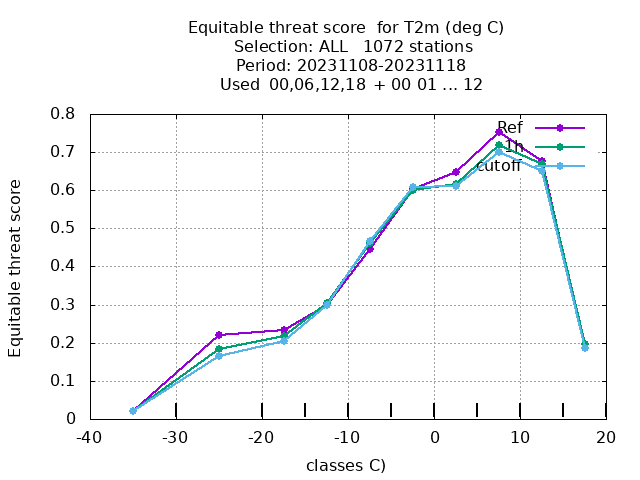 Equitable threat score for T2m (deg C)
Selection: ALL 1072 stations
Period: 20231108-20231118
Used 00,06,12,18 + 00 01 ... 12
Equitable threat score
0.8
0.7
0.6
0.5
0.4
0.3
0.2
0.1
0
-40
-30
-20
-10
0
10
20
classes C)
Ref
1h
cutoff